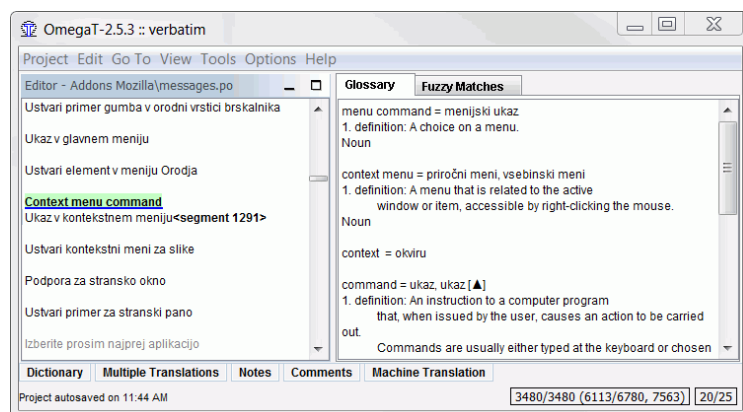 OmegaT-2.5.3 :: verbatim
Project Edit Go To View Tools Options Help
Editor - Addons Mozilla\messages.po
Ustvari primer gumba v orodni vrstici brskalnika
Ukaz v glavnem meniju
Ustvari element v meniju Orodja
Context menu command
Ukaz v kontekstnem meniju<segment 1291>
Ustvari kontekstni meni za slike
Podpora za stransko okno
Ustvari primer za stranski pano
Izberite prosim najprej aplikacijo
Glossary Fuzzy Matches
menu command = menijski ukaz
1. definition: A choice on a menu.
Noun
context menu = priročni meni, vsebinski meni
1. definition: A menu that is related to the active
window or item, accessible by right-clicking the mouse.
Noun
context = okviru
command = ukaz, ukaz [▲]
1. definition: An instruction to a computer program
that, when issued by the user, causes an action to be carried
out.
Commands are usually either typed at the keyboard or chosen
Dictionary Multiple Translations Notes Comments Machine Translation
Project autosaved on 11:44 AM
3480/3480 (6113/6780, 7563) 20/25